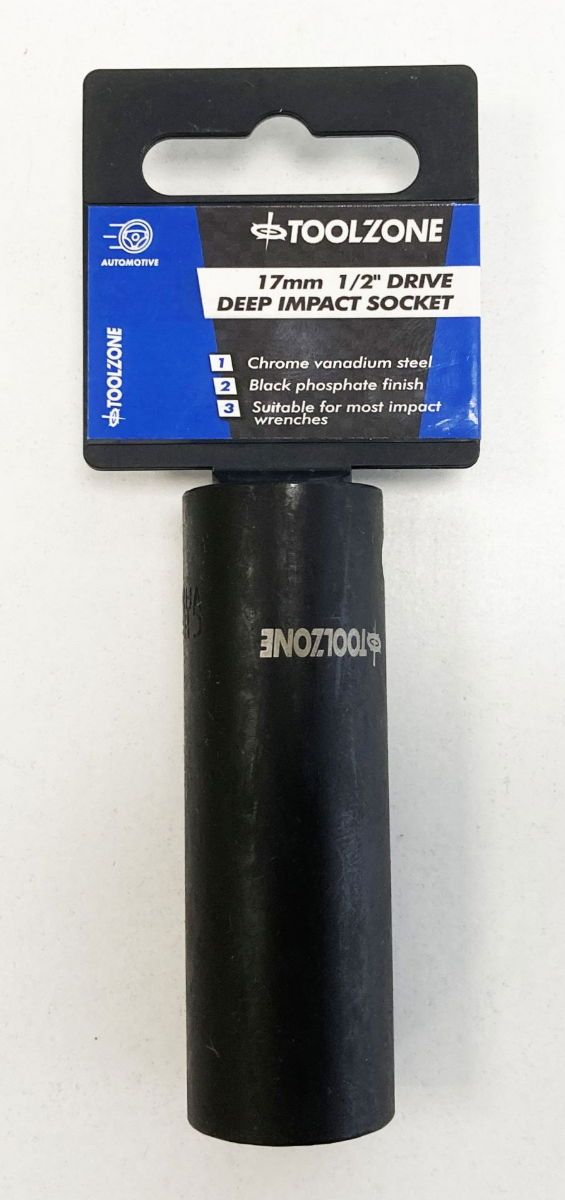 TOOLZONE
AUTOMOTIVE
17mm 1/2" DRIVE
DEEP IMPACT SOCKET
TOOLZONE
1 Chrome vanadium steel
2 Black phosphate finish
3 Suitable for most impact
wrenches
TOOLZONE